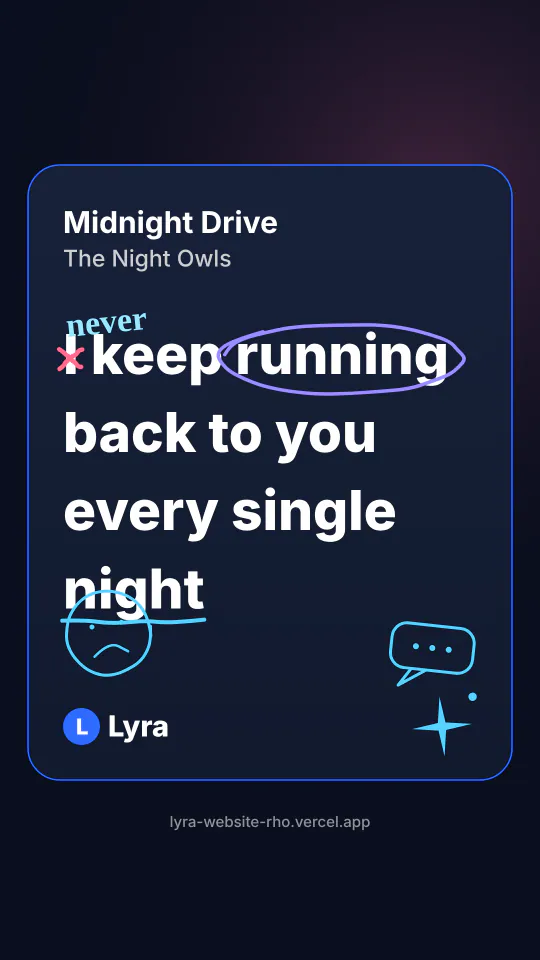 Midnight Drive
The Night Owls
never
I keep running
back to you
every single
night
L Lyra
lyra-website-rho.vercel.app